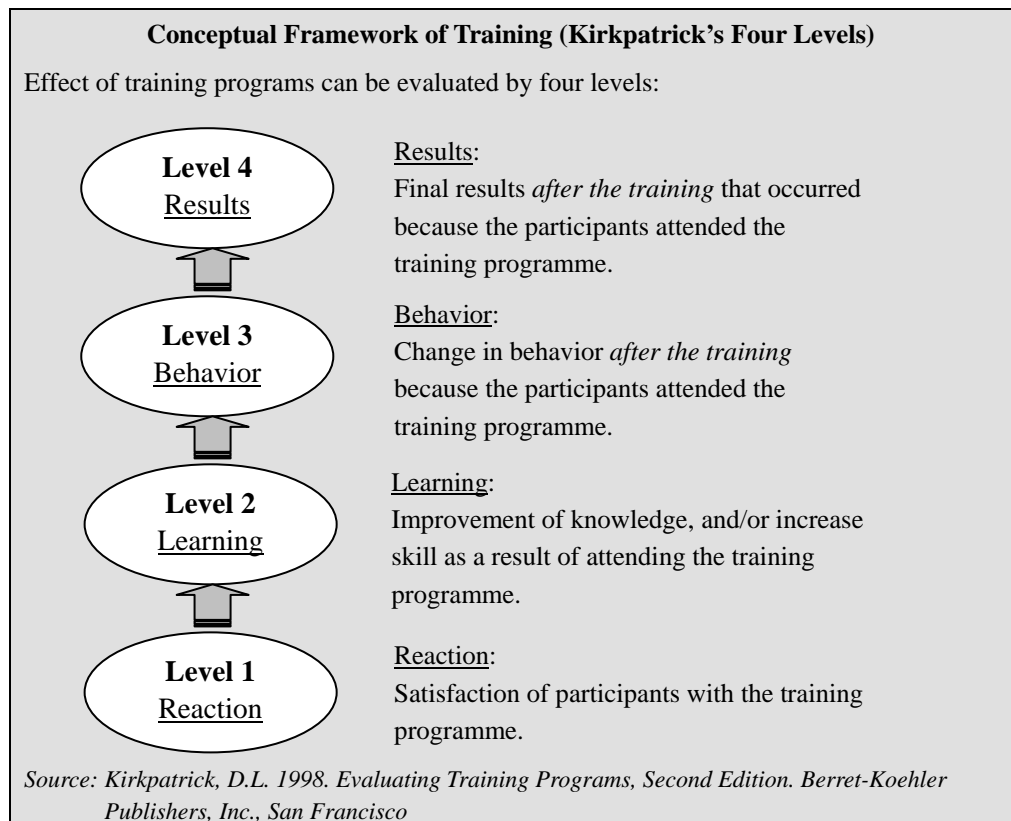 Conceptual Framework of Training (Kirkpatrick's Four Levels)
Effect of training programs can be evaluated by four levels:
Level 4
Results
Results:
Final results after the training that occurred
because the participants attended the
training programme.
Level 3
Behavior
Behavior:
Change in behavior after the training
because the participants attended the
training programme.
Level 2
Learning
Learning:
Improvement of knowledge, and/or increase
skill as a result of attending the training
programme.
Level 1
Reaction
Reaction:
Satisfaction of participants with the training
programme.
Source: Kirkpatrick, D.L. 1998. Evaluating Training Programs, Second Edition. Berret-Koehler
Publishers, Inc., San Francisco